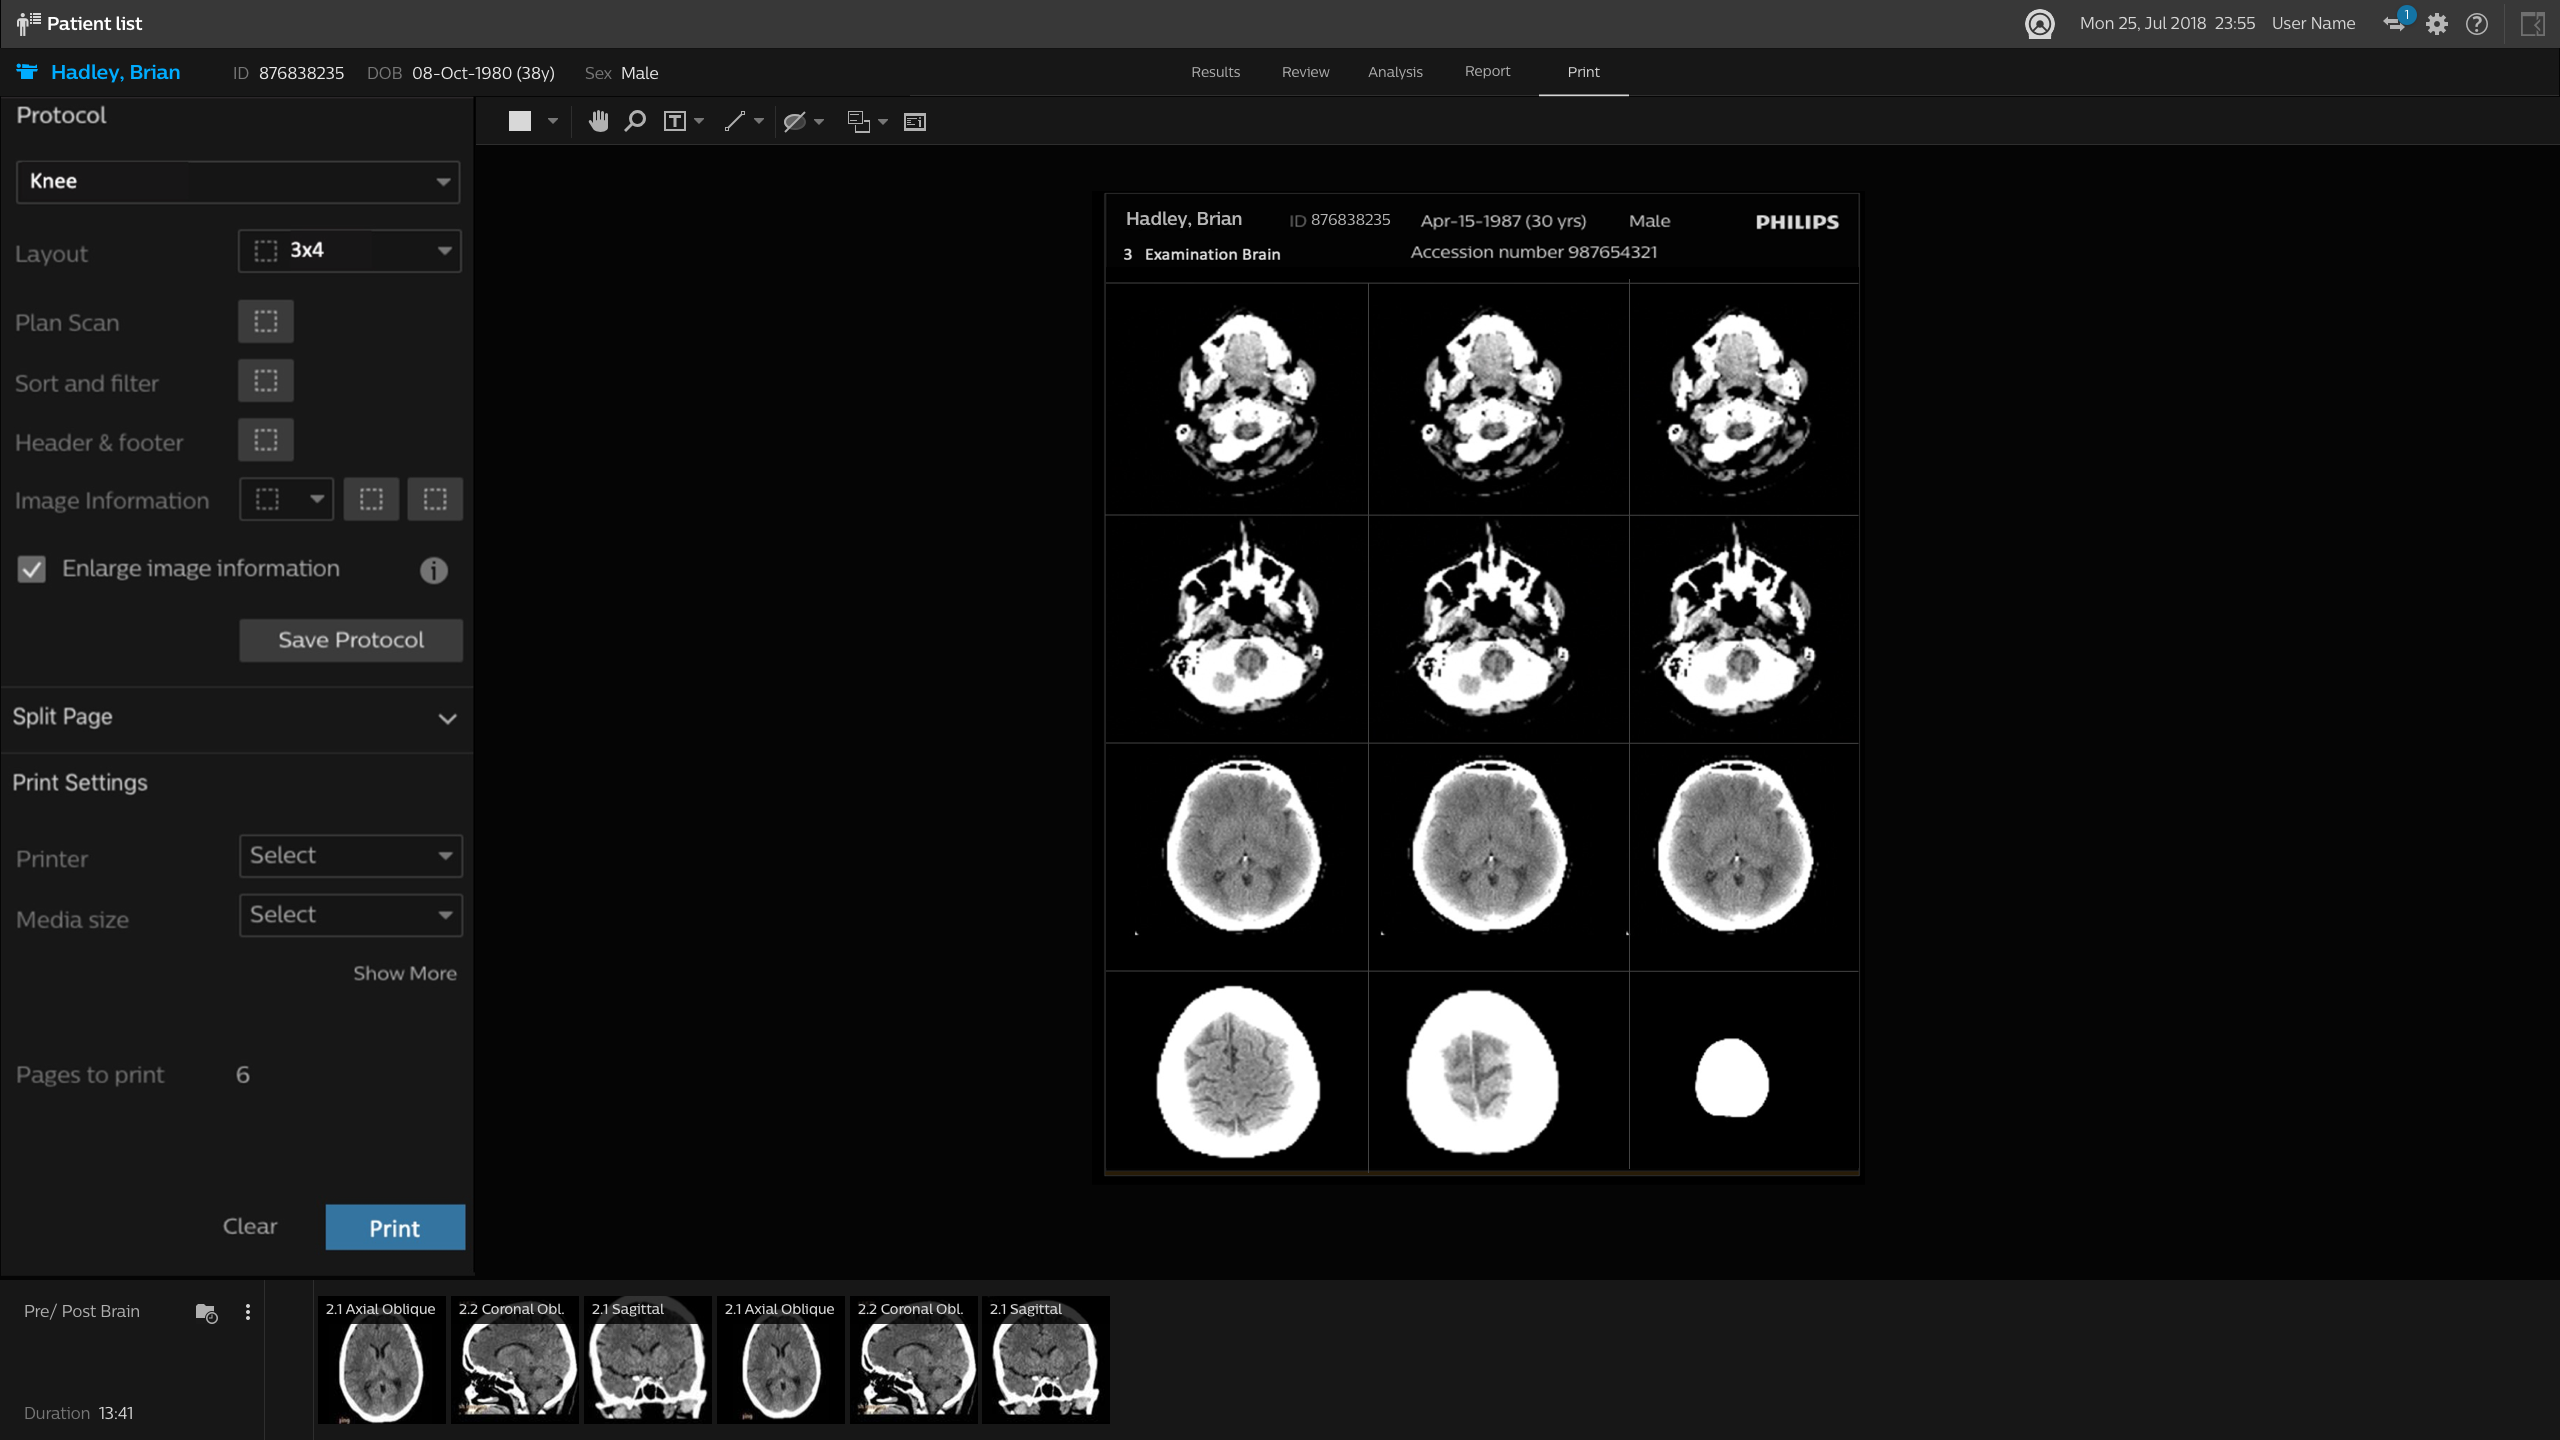 Patient list
Mon 25, Jul 2018 23:55 User Name 1
Hadley, Brian ID 876838235 DOB 08-Oct-1980 (38y) Sex Male
Results Review Analysis Report Print
Protocol
Knee
Layout 3x4
Plan Scan
Sort and filter
Header & footer
Image Information
Enlarge image information
Save Protocol
Split Page
Print Settings
Printer Select
Media size Select
Show More
Pages to print 6
Clear Print
T
Hadley, Brian ID 876838235 Apr-15-1987 (30 yrs) Male PHILIPS
3 Examination Brain Accession number 987654321
Pre/ Post Brain
Duration 13:41
2.1 Axial Oblique 2.2 Coronal Obl. 2.1 Sagittal 2.1 Axial Oblique 2.2 Coronal Obl. 2.1 Sagittal